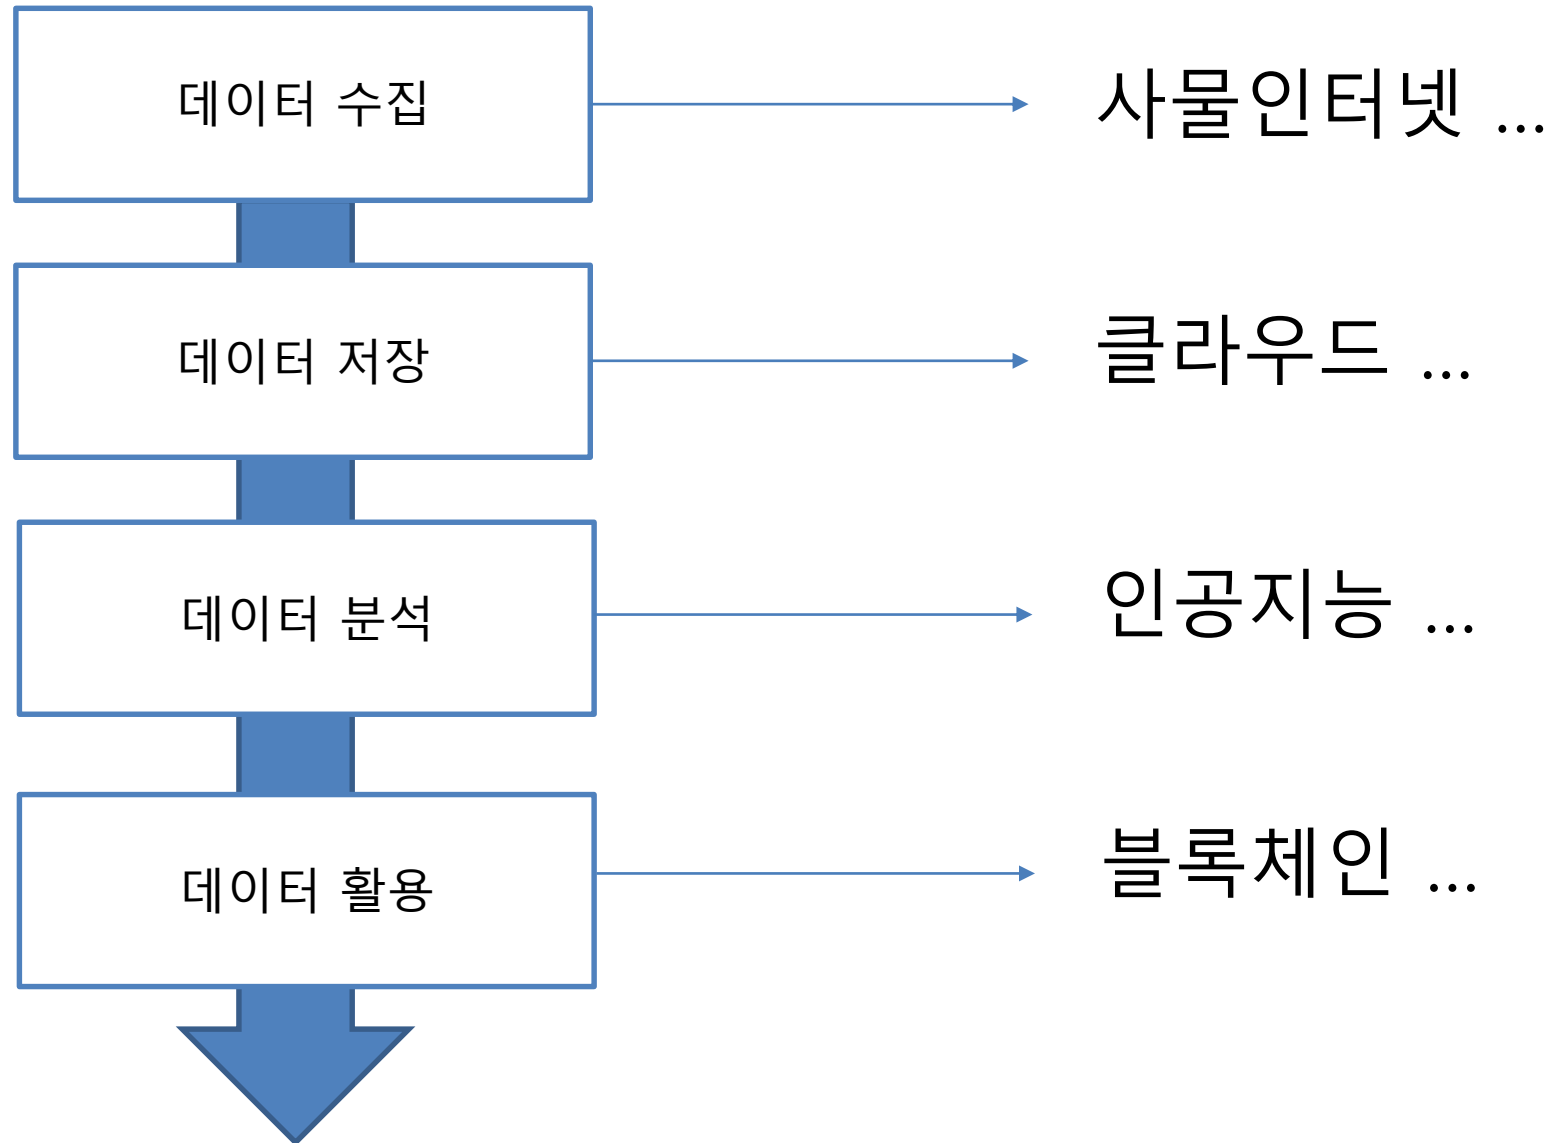 데이터 수집
사물인터넷 ...
데이터 저장
클라우드 ...
데이터 분석
인공지능 ...
데이터 활용
블록체인 ...